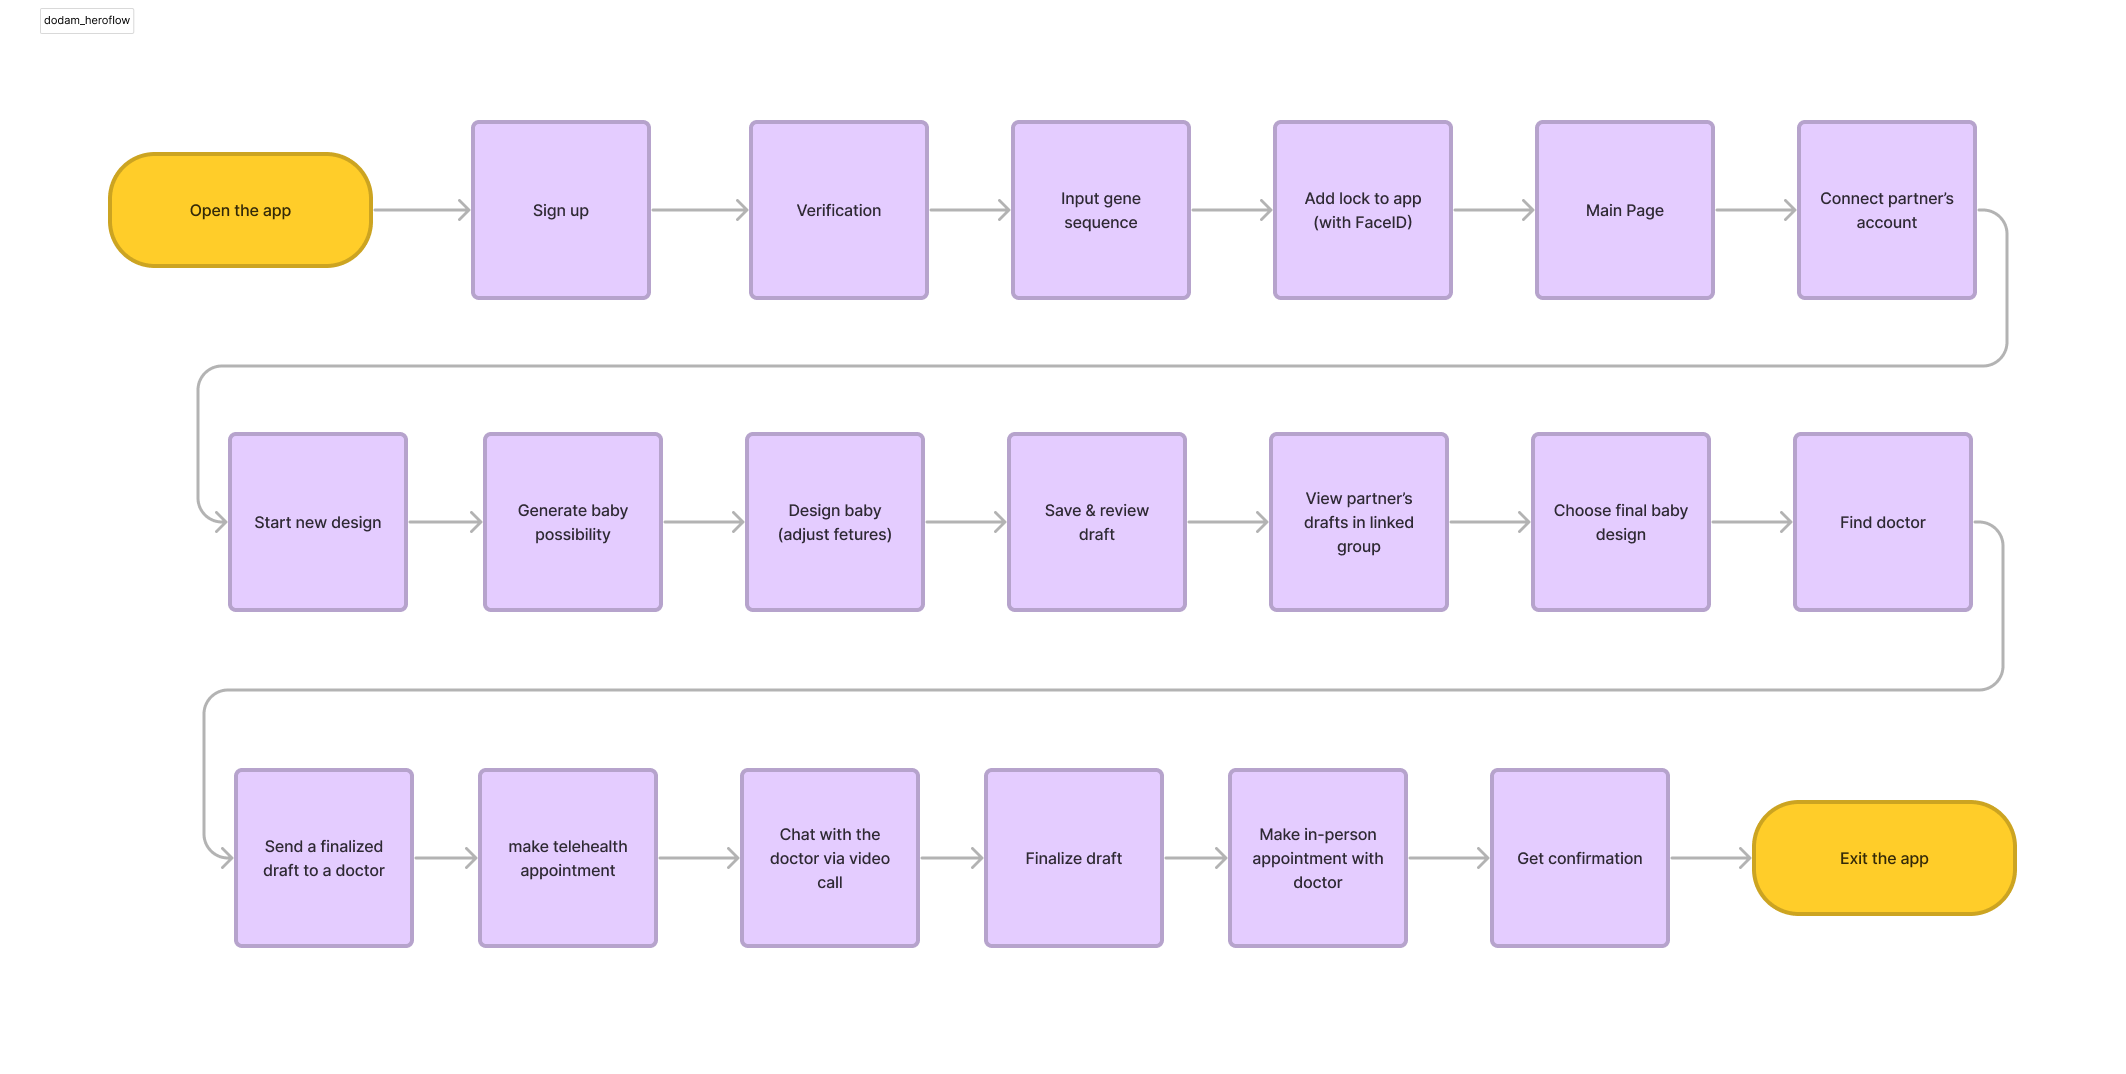 dodam_heroflow
Open the app
Sign up
Verification
Input gene
sequence
Add lock to app
(with FaceID)
Main Page
Connect partner’s
account
Start new design
Generate baby
possibility
Design baby
(adjust fetures)
Save & review
draft
View partner’s
drafts in linked
group
Choose final baby
design
Find doctor
Send a finalized
draft to a doctor
make telehealth
appointment
Chat with the
doctor via video
call
Finalize draft
Make in-person
appointment with
doctor
Get confirmation
Exit the app